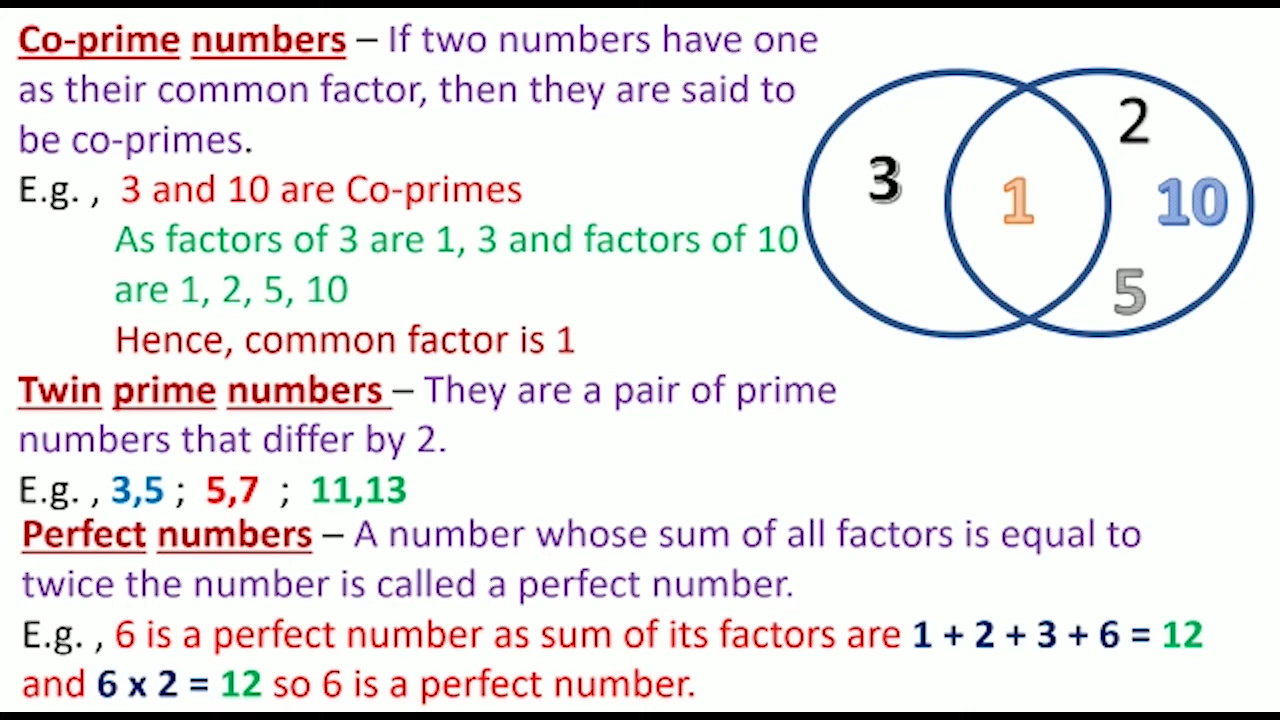 Co-prime numbers – If two numbers have one
as their common factor, then they are said to
be co-primes.
E.g. , 3 and 10 are Co-primes
As factors of 3 are 1, 3 and factors of 10
are 1, 2, 5, 10
Hence, common factor is 1
3
1
2
10
5
Twin prime numbers – They are a pair of prime
numbers that differ by 2.
E.g. , 3,5 ; 5,7 ; 11,13
Perfect numbers – A number whose sum of all factors is equal to
twice the number is called a perfect number.
E.g. , 6 is a perfect number as sum of its factors are 1 + 2 + 3 + 6 = 12
and 6 x 2 = 12 so 6 is a perfect number.